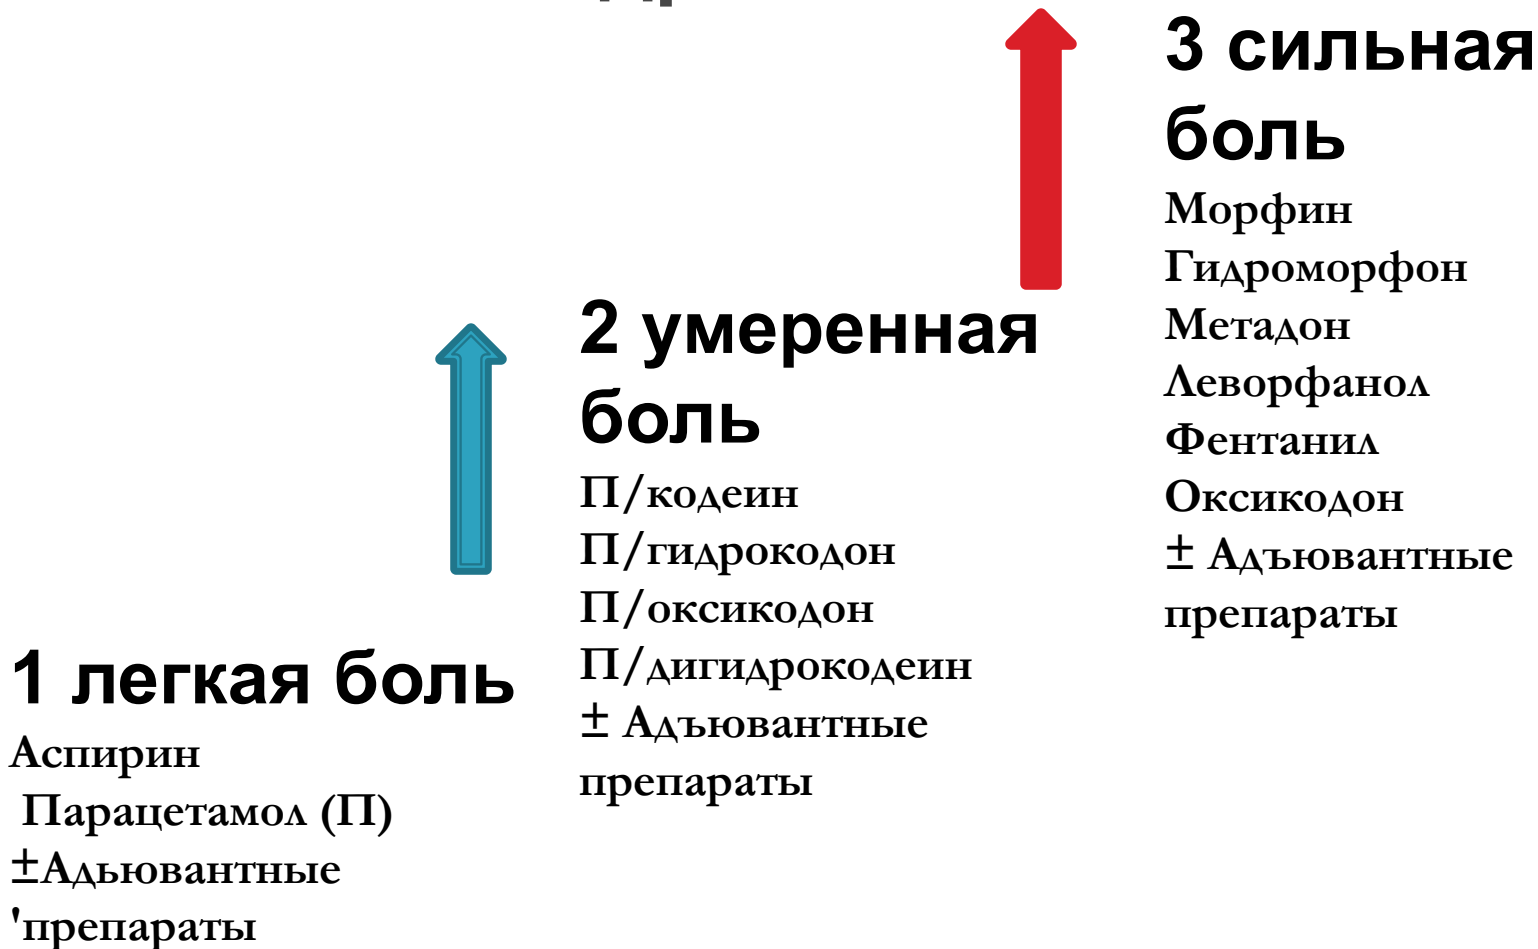 1 легкая боль
Аспирин
Парацетамол (П)
±Адьювантные
'препараты
2 умеренная
боль
П/кодеин
П/гидрокодон
П/оксикодон
П/дигидрокодеин
± Адъювантные
препараты
3 сильная
боль
Морфин
Гидроморфон
Метадон
Леворфанол
Фентанил
Оксикодон
± Адъювантные
препараты